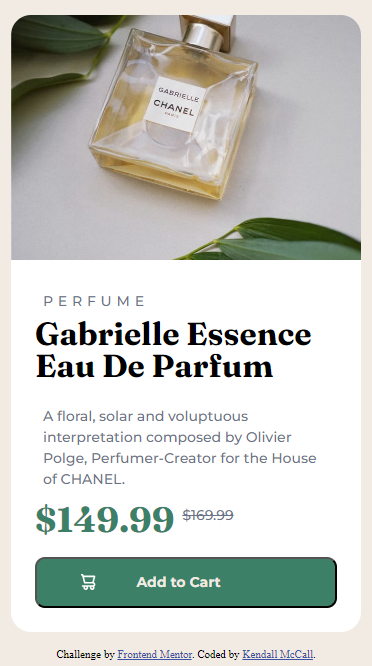 GABRIELLE
CHANEL
PARIS
PERFUME
Gabrielle Essence
Eau De Parfum
A floral, solar and voluptuous
interpretation composed by Olivier
Polge, Perfumer-Creator for the House
of CHANEL.
$149.99 $169.99
Add to Cart
Challenge by Frontend Mentor. Coded by Kendall McCall.